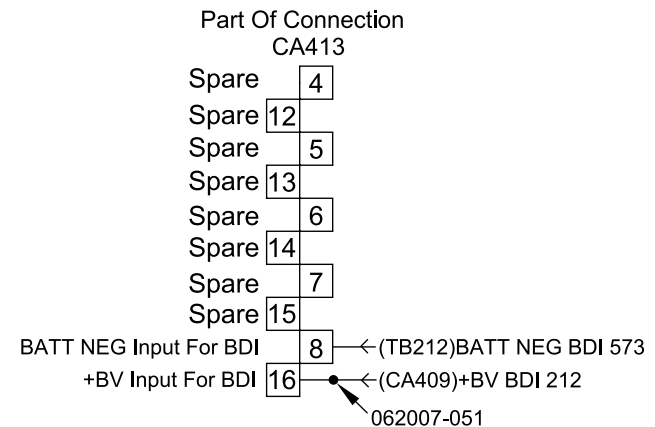 Part Of Connection
CA413
Spare 4
Spare 12
Spare 5
Spare 13
Spare 6
Spare 14
Spare 7
Spare 15
BATT NEG Input For BDI 8 (TB212)BATT NEG BDI 573
+BV Input For BDI 16 (CA409)+BV BDI 212
062007-051